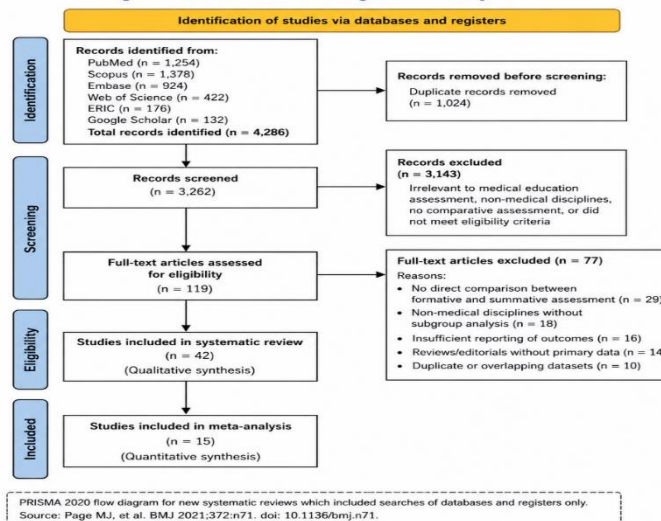 Identification of studies via databases and registers
Identification
Records identified from:
PubMed (n = 1,254)
Scopus (n = 1,378)
Embase (n = 924)
Web of Science (n = 422)
ERIC (n = 176)
Google Scholar (n = 132)
Total records identified (n = 4,286)
Records removed before screening:
Duplicate records removed
(n = 1,024)
Screening
Records screened
(n = 3,262)
Records excluded
(n = 3,143)
Irrelevant to medical education
assessment, non-medical disciplines,
no comparative assessment, or did
not meet eligibility criteria
Full-text articles assessed
for eligibility
(n = 119)
Full-text articles excluded (n = 77)
Reasons:
• No direct comparison between
formative and summative assessment (n = 29)
• Non-medical disciplines without
subgroup analysis (n = 18)
• Insufficient reporting of outcomes (n = 16)
• Reviews/editorials without primary data (n = 14
• Duplicate or overlapping datasets (n = 10)
Eligibility
Studies included in systematic review
(n = 42)
(Qualitative synthesis)
Included
Studies included in meta-analysis
(n = 15)
(Quantitative synthesis)
PRISMA 2020 flow diagram for new systematic reviews which included searches of databases and registers only.
Source: Page MJ, et al. BMJ 2021;372:n71. doi: 10.1136/bmj.n71.